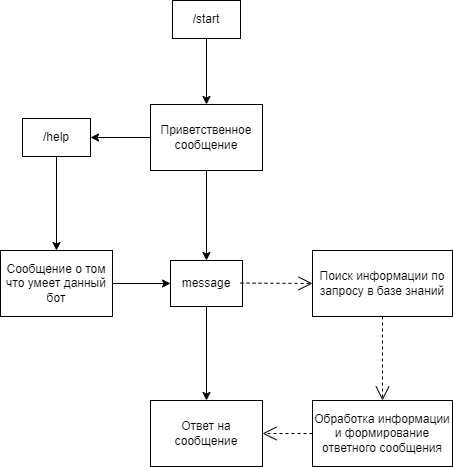 /start
Приветственное
сообщение
/help
Сообщение о том
что умеет данный
бот
message
Поиск информации по
запросу в базе знаний
Ответ на
сообщение
Обработка информации
и формирование
ответного сообщения